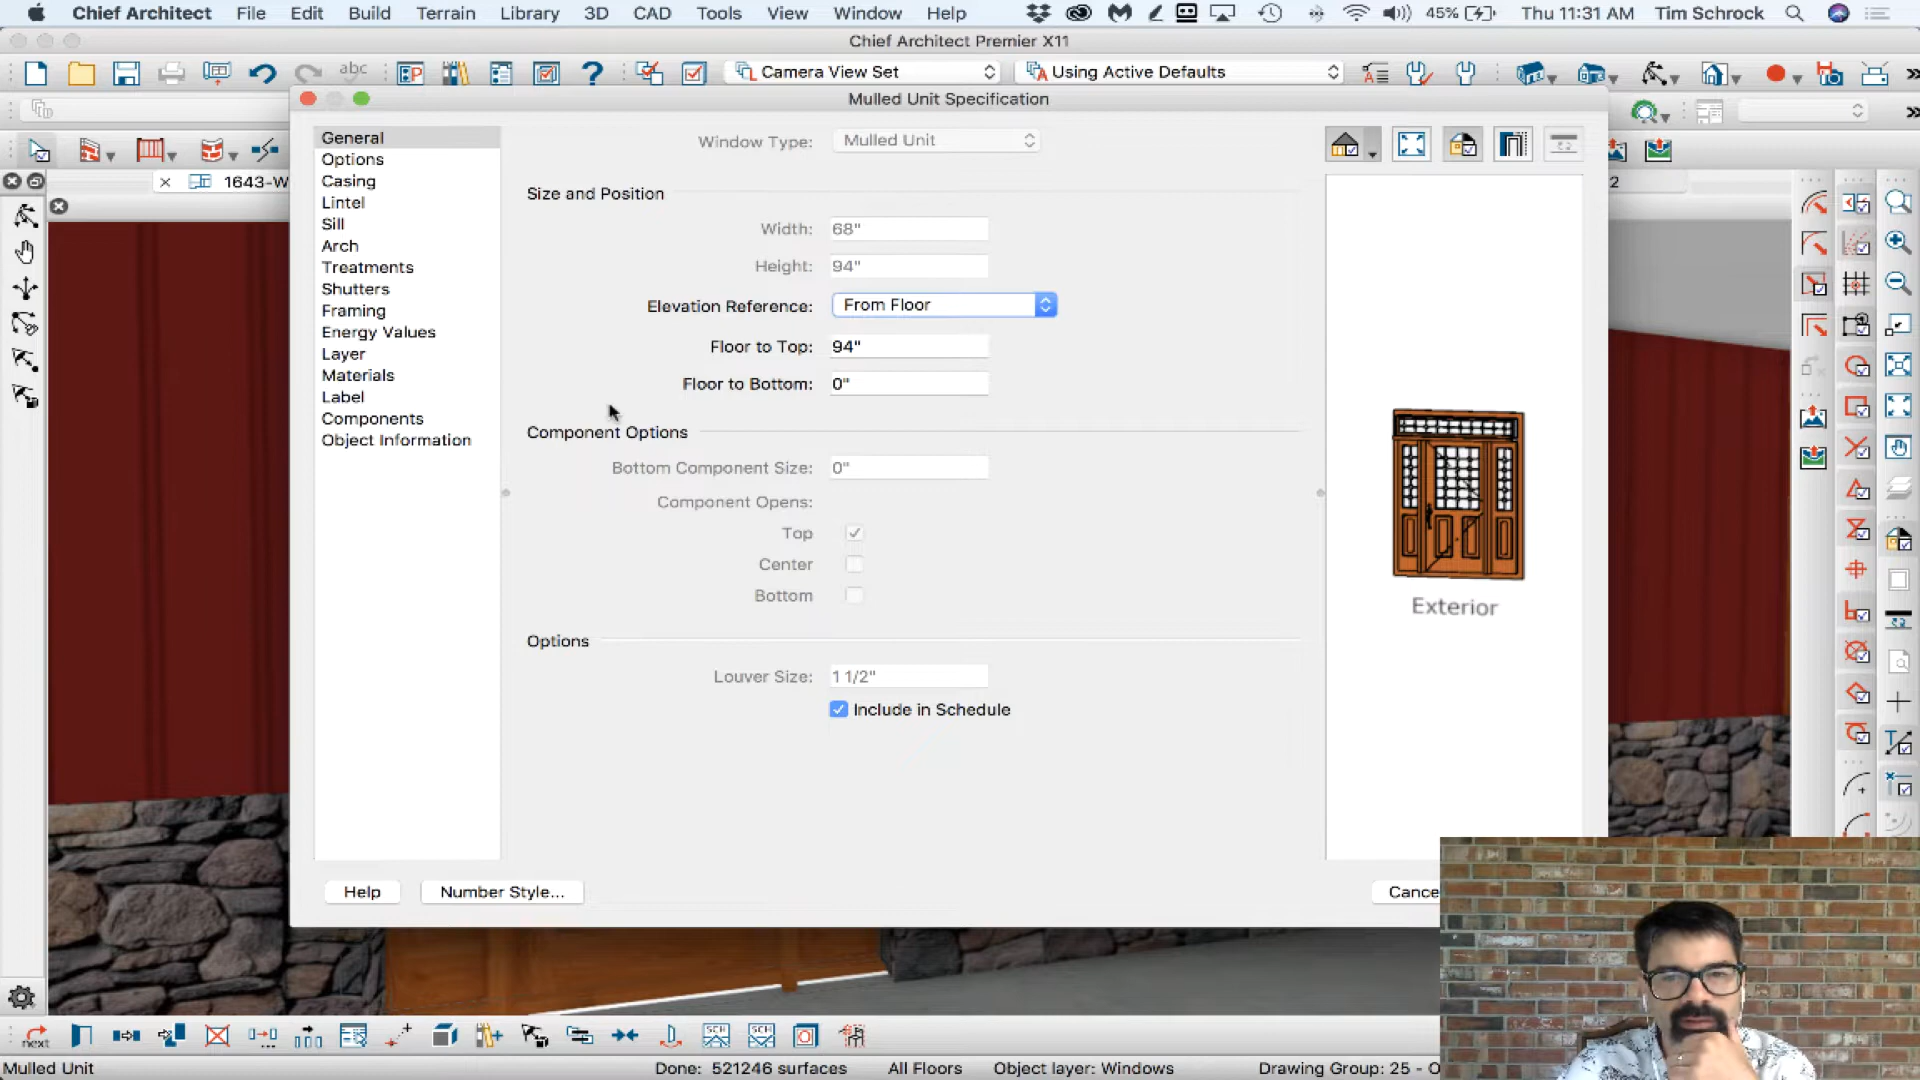 Chief Architect File Edit Build Terrain Library 3D CAD Tools View Window Help 45% Thu 11:31 AM Tim Schrock
Chief Architect Premier X11
abc Camera View Set Using Active Defaults
Mulled Unit Specification
General
Options
Casing
Lintel
Sill
Arch
Treatments
Shutters
Framing
Energy Values
Layer
Materials
Label
Components
Object Information
1643-W
Window Type: Mulled Unit
Size and Position
Width: 68"
Height: 94"
Elevation Reference: From Floor
Floor to Top: 94"
Floor to Bottom: 0"
Component Options
Bottom Component Size: 0"
Component Opens:
Top
Center
Bottom
Options
Louver Size: 1 1/2"
Include in Schedule
Exterior
2
Help Number Style... Cance
next SCH SCH
Mulled Unit Done: 521246 surfaces All Floors Object layer: Windows Drawing Group: 25 - O